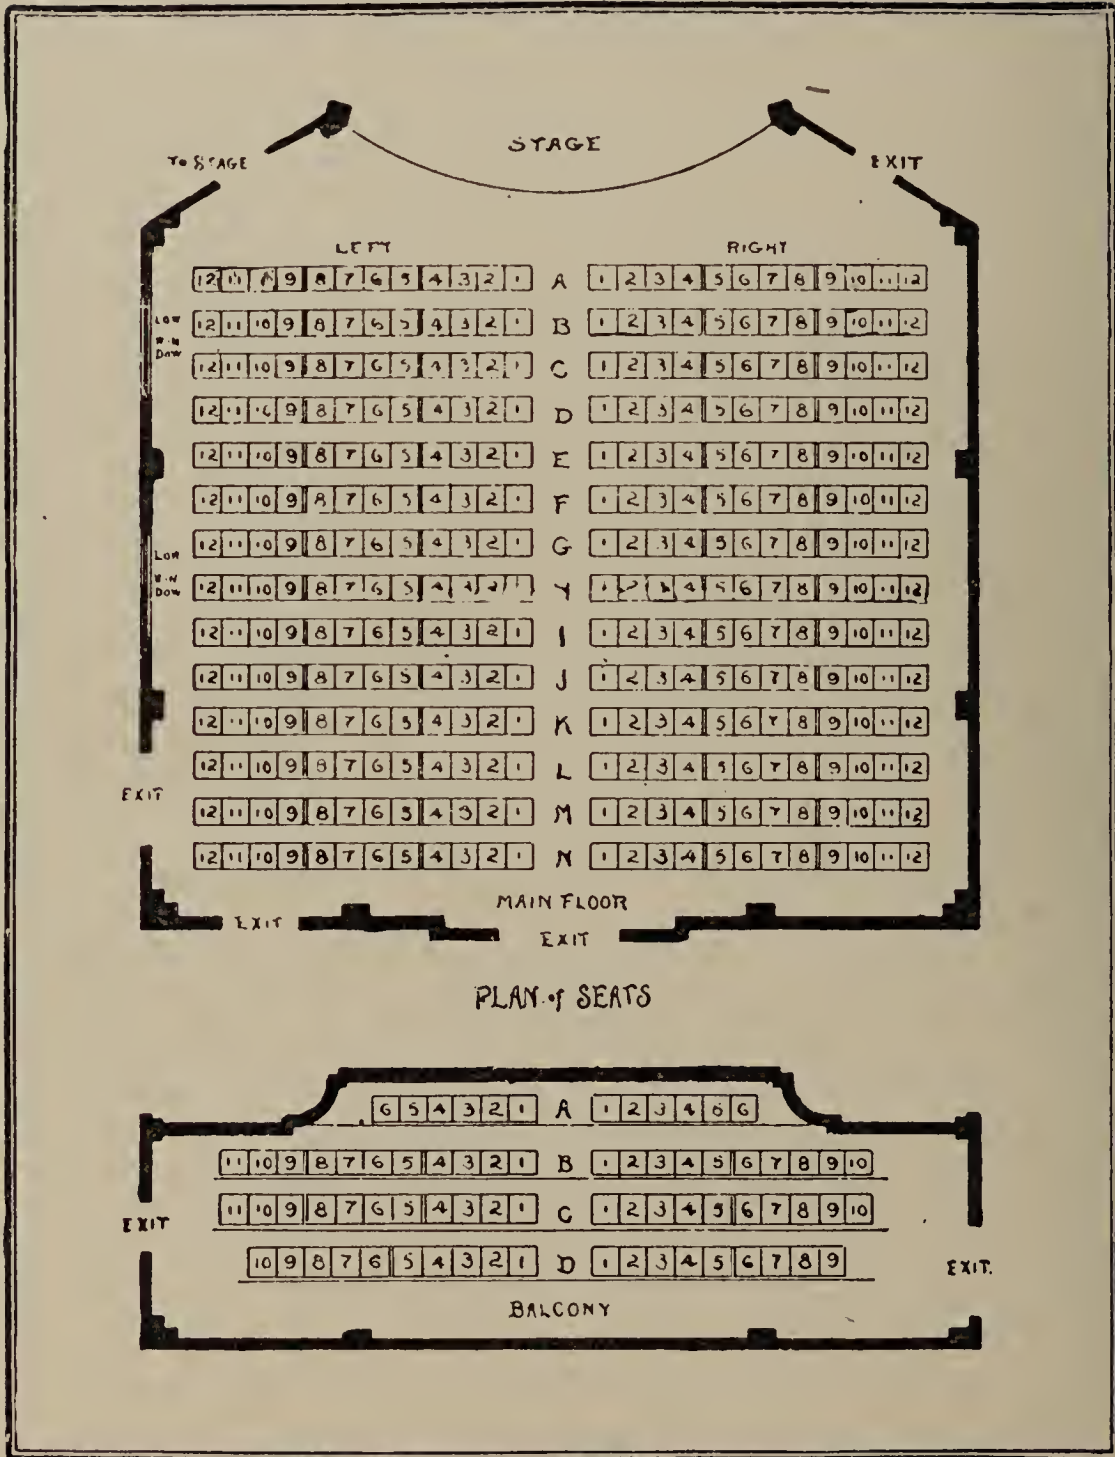 STAGE
TO STAGE
EXIT
LEFT
RIGHT
12 11 9 8 7 6 5 4 3 2 1 A 1 2 3 4 5 6 7 8 9 10 11 12
LOW WINDOW
12 11 10 9 8 7 6 5 4 3 2 1 B 1 2 3 4 5 6 7 8 9 10 11 12
12 11 10 9 8 7 6 5 4 3 2 1 C 1 2 3 4 5 6 7 8 9 10 11 12
12 11 10 9 8 7 6 5 4 3 2 1 D 1 2 3 4 5 6 7 8 9 10 11 12
12 11 10 9 8 7 6 5 4 3 2 1 E 1 2 3 4 5 6 7 8 9 10 11 12
12 11 10 9 8 7 6 5 4 3 2 1 F 1 2 3 4 5 6 7 8 9 10 11 12
12 11 10 9 8 7 6 5 4 3 2 1 G 1 2 3 4 5 6 7 8 9 10 11 12
LOW WINDOW
12 11 10 9 8 7 6 5 4 2 1 1 2 4 5 6 7 8 9 10 11 12
12 11 10 9 8 7 6 5 4 3 2 1 I 1 2 3 4 5 6 7 8 9 10 11 12
12 11 10 9 8 7 6 5 4 3 2 1 J 1 2 3 4 5 6 7 8 9 10 11 12
12 11 10 9 8 7 6 5 4 3 2 1 K 1 2 3 4 5 6 7 8 9 10 11 12
12 11 10 9 8 7 6 5 4 3 2 1 L 1 2 3 4 5 6 7 8 9 10 11 12
EXIT
12 11 10 9 8 7 6 5 4 3 2 1 M 1 2 3 4 5 6 7 8 9 10 11 12
12 11 10 9 8 7 6 5 4 3 2 1 N 1 2 3 4 5 6 7 8 9 10 11 12
MAIN FLOOR
EXIT
EXIT
PLAN of SEATS
6 5 4 3 2 1 A 1 2 3 4 5 6
11 10 9 8 7 6 5 4 3 2 1 B 1 2 3 4 5 6 7 8 9 10
11 10 9 8 7 6 5 4 3 2 1 C 1 2 3 4 5 6 7 8 9 10
EXIT
10 9 8 7 6 5 4 3 2 1 D 1 2 3 4 5 6 7 8 9
EXIT.
BALCONY